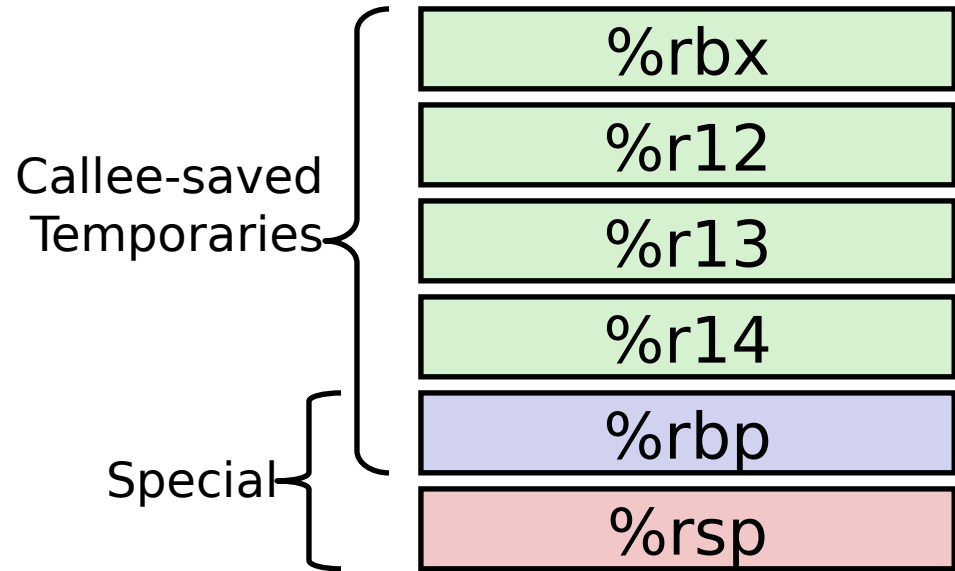 %rbx
%r12
Callee-saved
Temporaries
%r13
%r14
%rbp
Special
%rsp